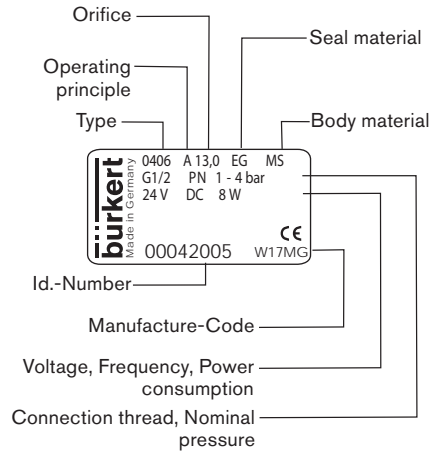 Orifice
Seal material
Operating
principle
Type
Body material
0406 A 13,0 EG MS
G1/2 PN 1 - 4 bar
24 V DC 8 W
bürkert
Made in Germany
CE
00042005 W17MG
Id.-Number
Manufacture-Code
Voltage, Frequency, Power
consumption
Connection thread, Nominal
pressure